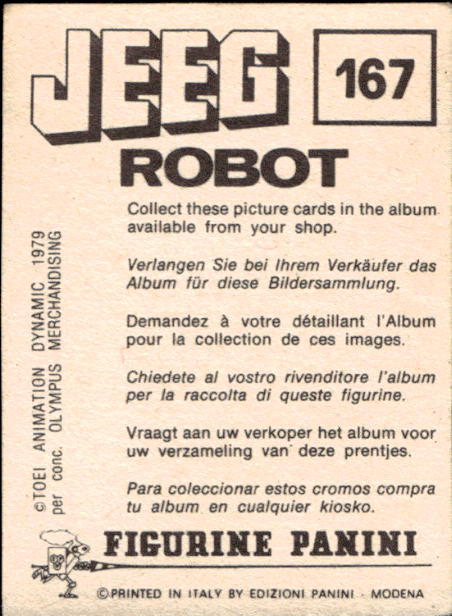 JEEG
167
ROBOT
Collect these picture cards in the album
available from your shop.
Verlangen Sie bei Ihrem Verkäufer das
Album für diese Bildersammlung.
Demandez à votre détaillant l'Album
pour la collection de ces images.
Chiedete al vostro rivenditore l'album
per la raccolta di queste figurine.
Vraagt aan uw verkoper het album voor
uw verzameling van deze prentjes.
Para coleccionar estos cromos compra
tu album en cualquier kiosko.
©TOEI ANIMATION DYNAMIC 1979
per conc. OLYMPUS MERCHANDISING
FIGURINE PANINI
©PRINTED IN ITALY BY EDIZIONI PANINI · MODENA